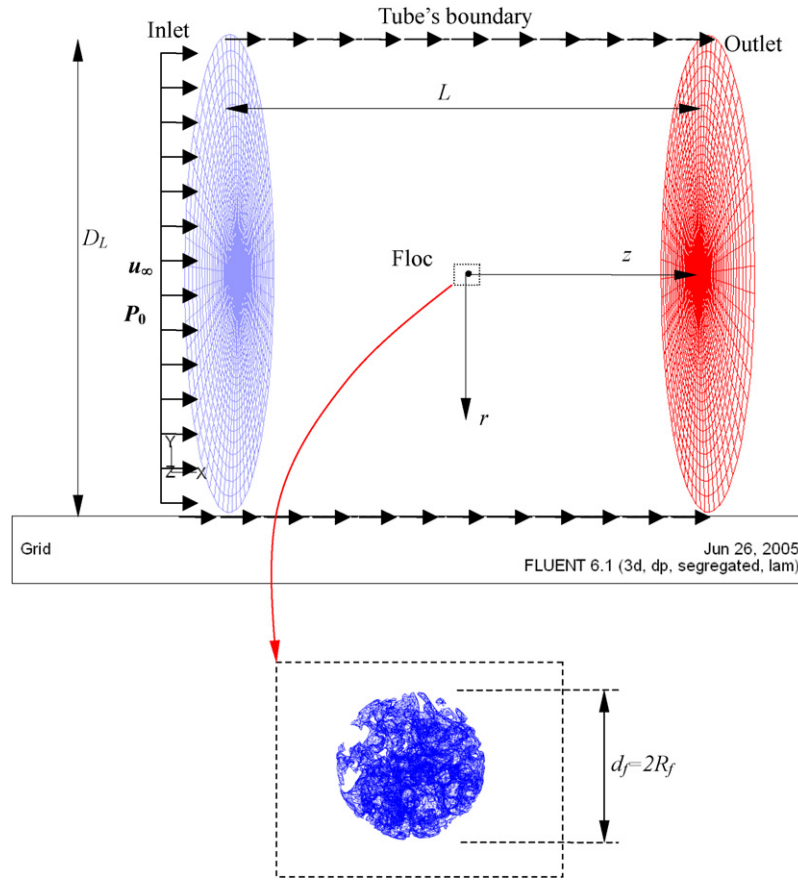 Tube's boundary
Inlet
Outlet
L
D_L
Floc
z
u_∞
P_0
r
Y
Z X
Grid
Jun 26, 2005
FLUENT 6.1 (3d, dp, segregated, lam)
d_f=2R_f